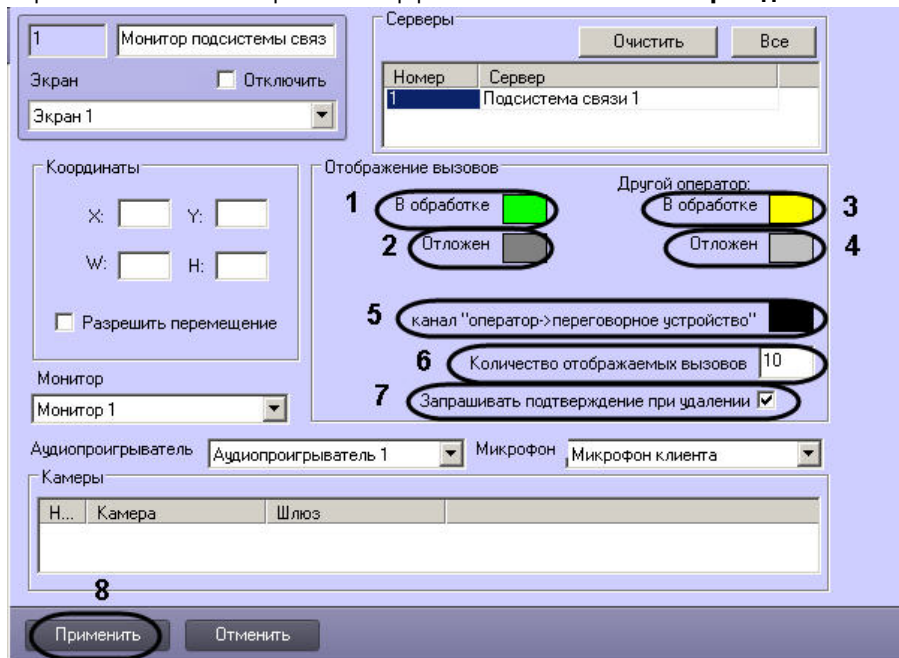 1 Монитор подсистемы связ
Экран Отключить
Экран 1
Серверы
Очистить Все
Номер Сервер
1 Подсистема связи 1
Координаты
X: Y:
W: H:
Разрешить перемещение
Монитор
Монитор 1
Отображение вызовов
Другой оператор:
1 В обработке В обработке 3
2 Отложен Отложен 4
5 канал "оператор->переговорное устройство"
6 Количество отображаемых вызовов 10
7 Запрашивать подтверждение при удалении
Аудиопроигрыватель Аудиопроигрыватель 1 Микрофон Микрофон клиента
Камеры
Н... Камера Шлюз
8
Применить Отменить